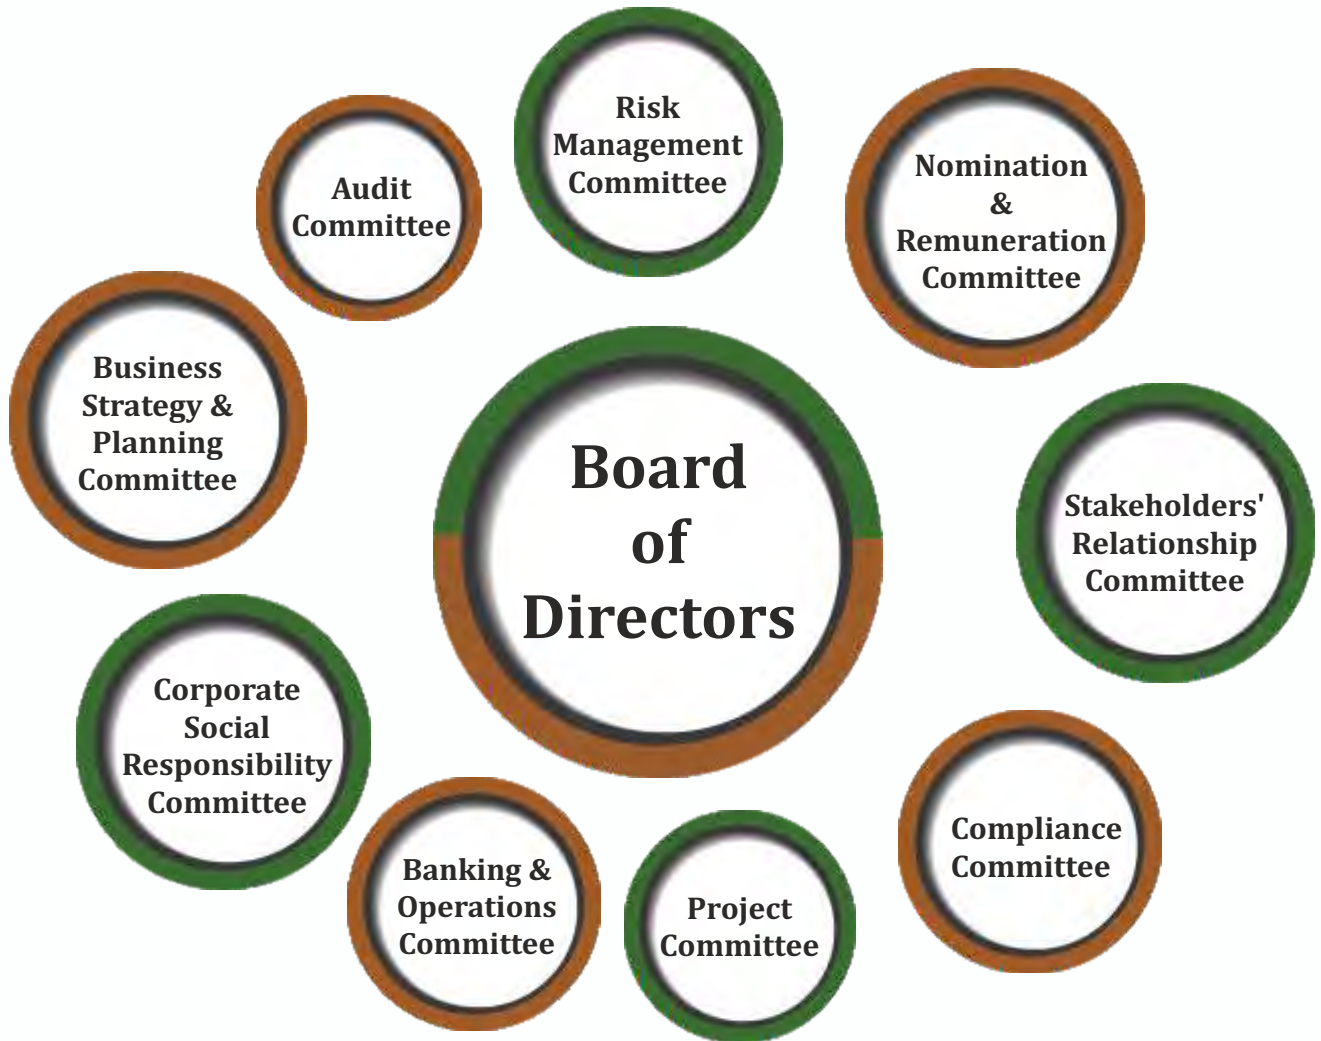 Risk
Management
Committee
Audit
Committee
Nomination
&
Remuneration
Committee
Business
Strategy &
Planning
Committee
Board
of
Directors
Stakeholders'
Relationship
Committee
Corporate
Social
Responsibility
Committee
Compliance
Committee
Banking &
Operations
Committee
Project
Committee